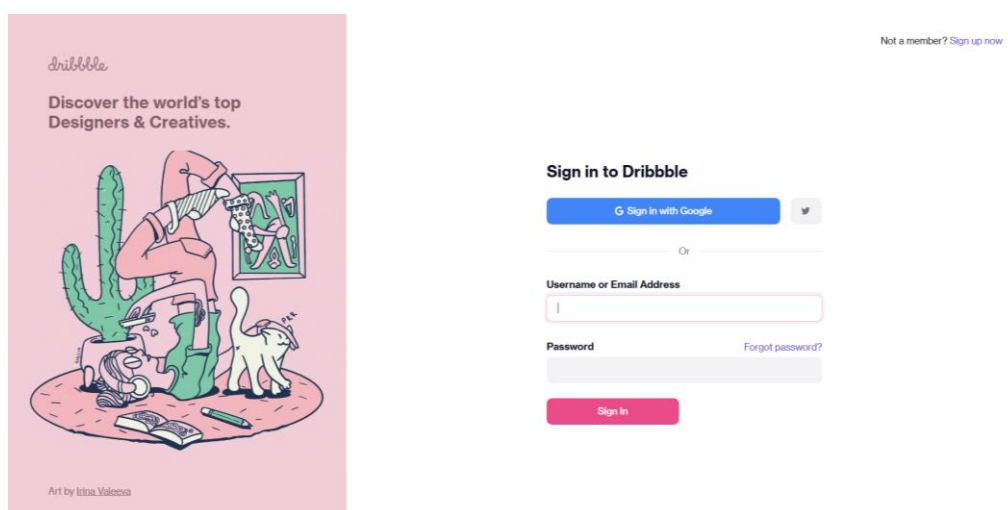 dribbble
Discover the world's top
Designers & Creatives.
PRR
Art by Irina Valeeva
Not a member? Sign up now
Sign in to Dribbble
G Sign in with Google
Or
Username or Email Address
Password Forgot password?
Sign In